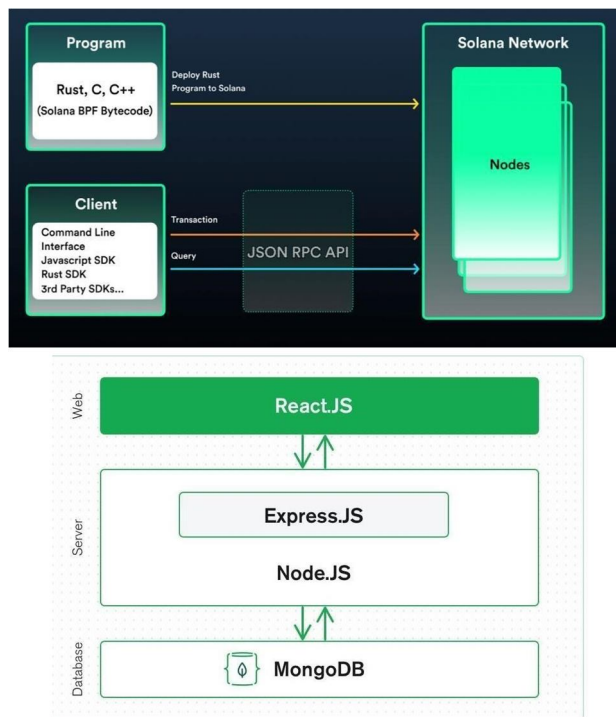 Program
Rust, C, C++
(Solana BPF Bytecode)
Deploy Rust
Program to Solana
Solana Network
Nodes
Client
Command Line
Interface
Javascript SDK
Rust SDK
3rd Party SDKs...
Transaction
Query
JSON RPC API
Web
React.JS
Server
Express.JS
Node.JS
Database
MongoDB